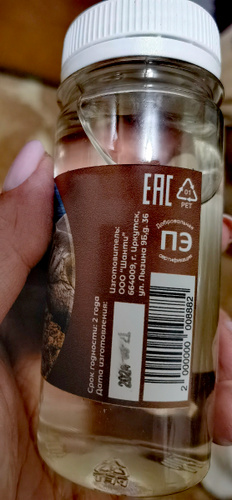 EAC
01
PET
Добровольная
ПЭ
сертификация
Изготовитель:
ООО "Шанти"
664009, г. Иркутск,
ул. Лызина 9Б,д. 36
Срок годности: 2 года
Дата изготовления:
2 000000 008882